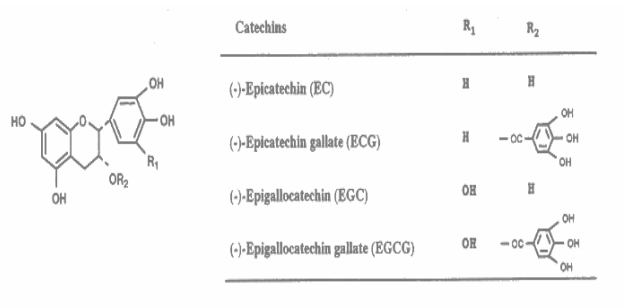 Catechins R1 R2
(-)-Epicatechin (EC) H H
(-)-Epicatechin gallate (ECG) H -OC OH OH OH
(-)-Epigallocatechin (EGC) OH H
(-)-Epigallocatechin gallate (EGCG) OH -OC OH OH OH
OH
HO O OH
R1
OR2
OH